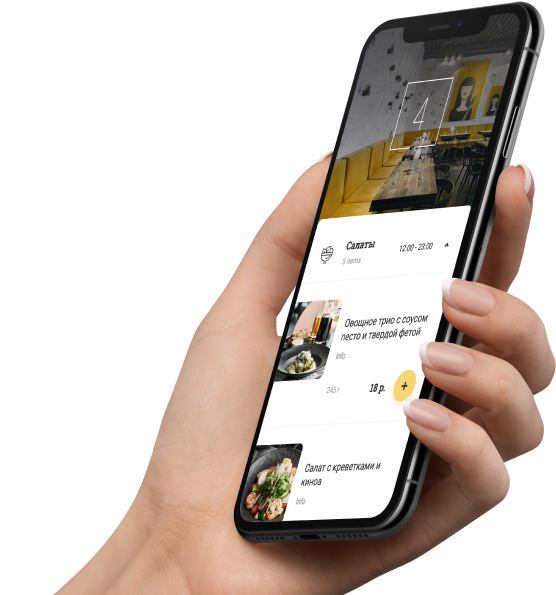 4
Салаты
12:00 - 23:00
5 items
Овощное трио с соусом
песто и твердой фетой
Info
245 г
18 р.
+
Салат с креветками и
киноа
Info